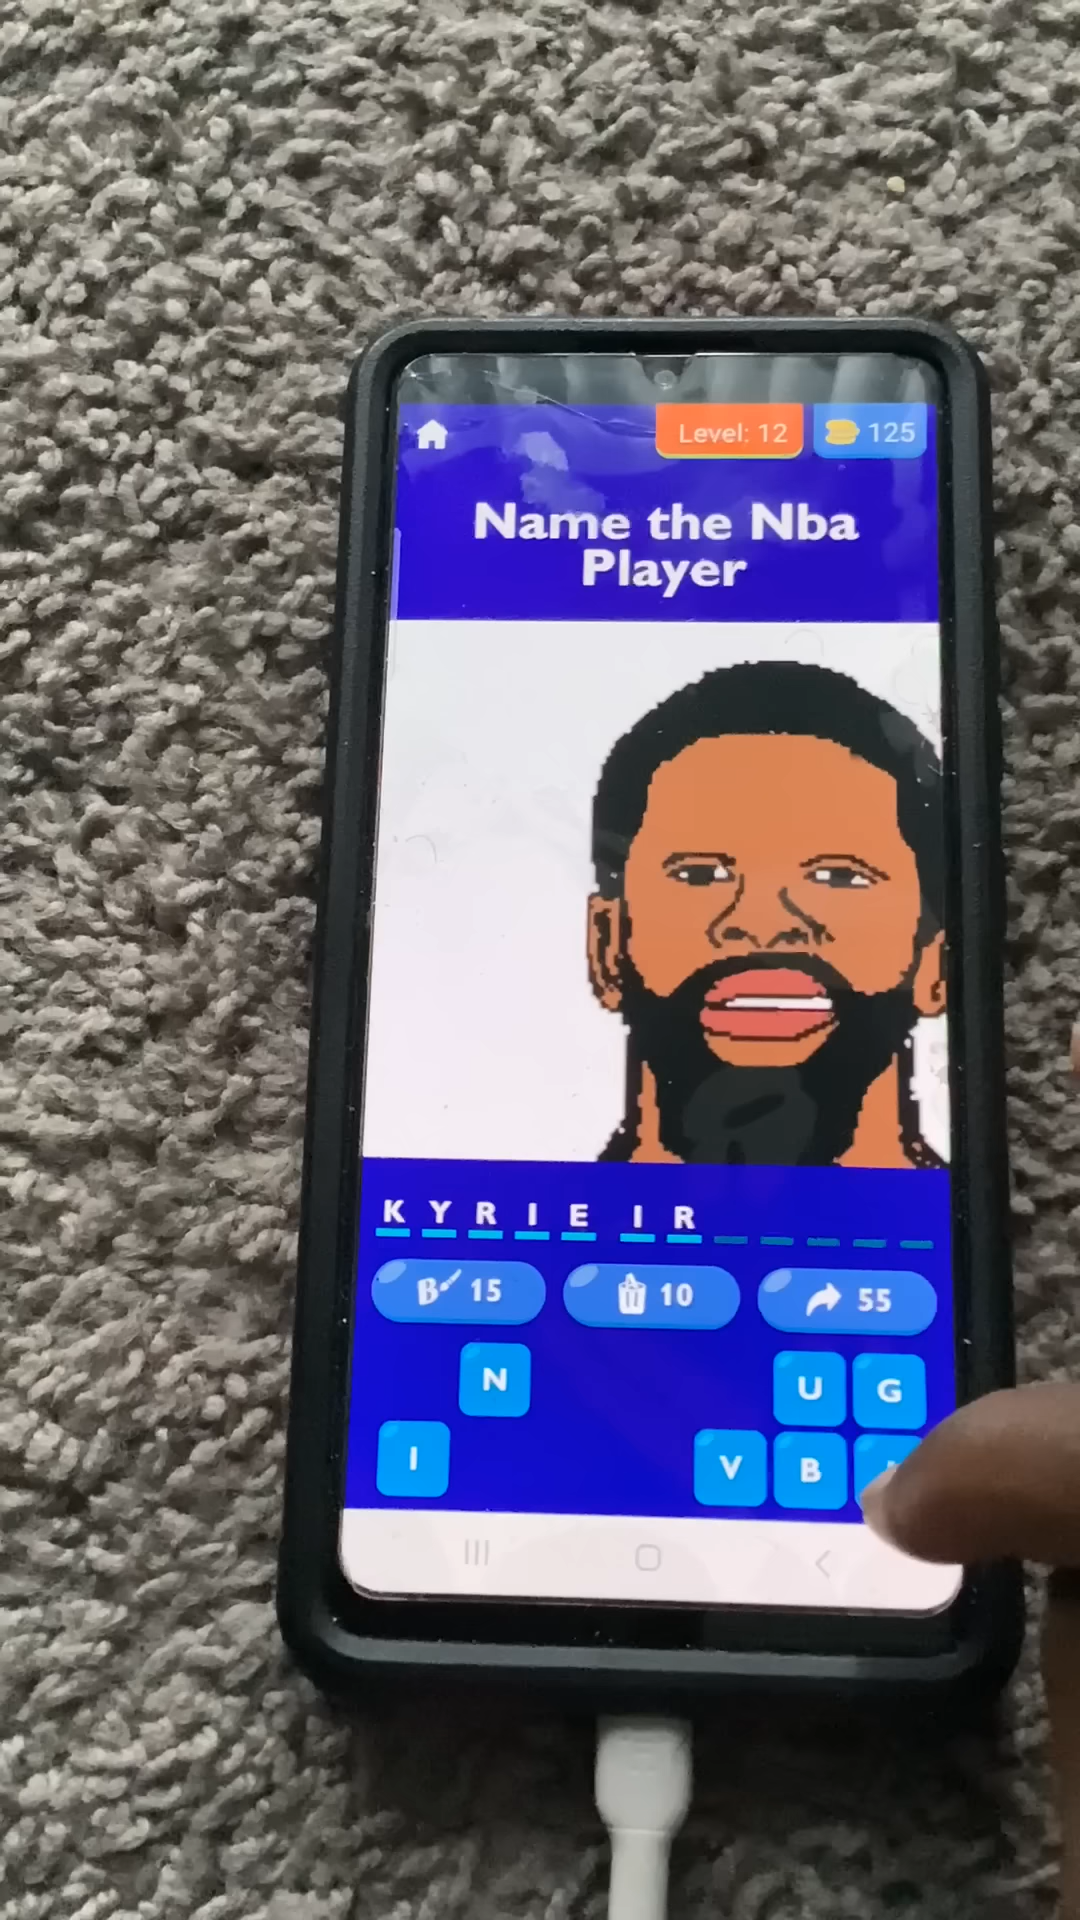 Level: 12
125
Name the Nba
Player
K Y R I E I R
B 15
10
55
N U G
I V B